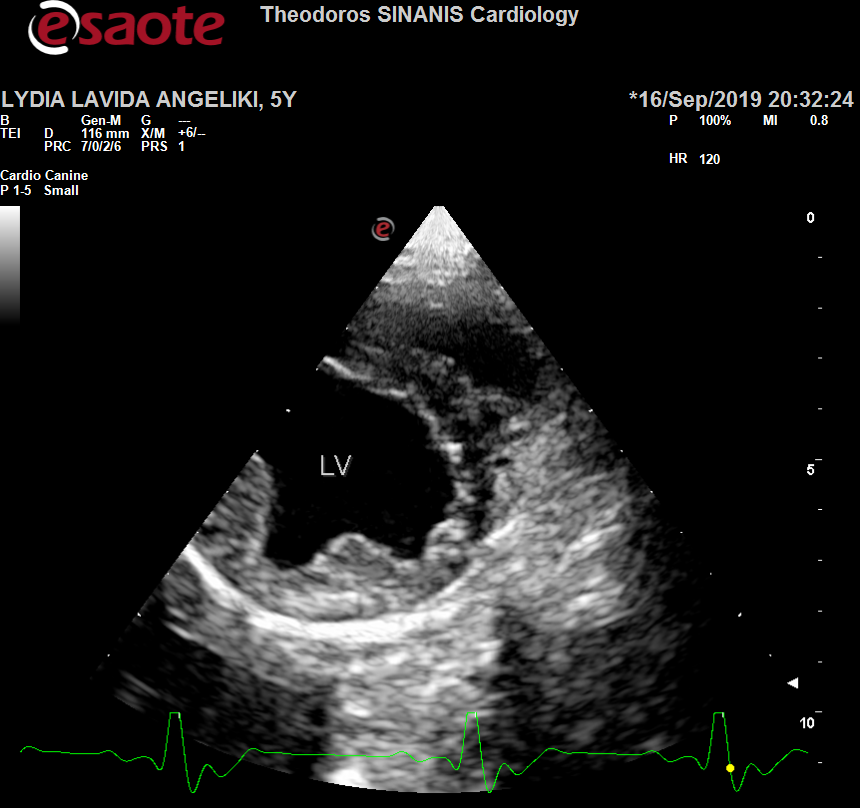 esaote
Theodoros SINANIS Cardiology
LYDIA LAVIDA ANGELIKI, 5Y
*16/Sep/2019 20:32:24
B Gen-M G ---
TEI D 116 mm X/M +6/--
PRC 7/0/2/6 PRS 1
P 100% MI 0.8
HR 120
Cardio Canine
P 1-5 Small
e
0
LV
5
10